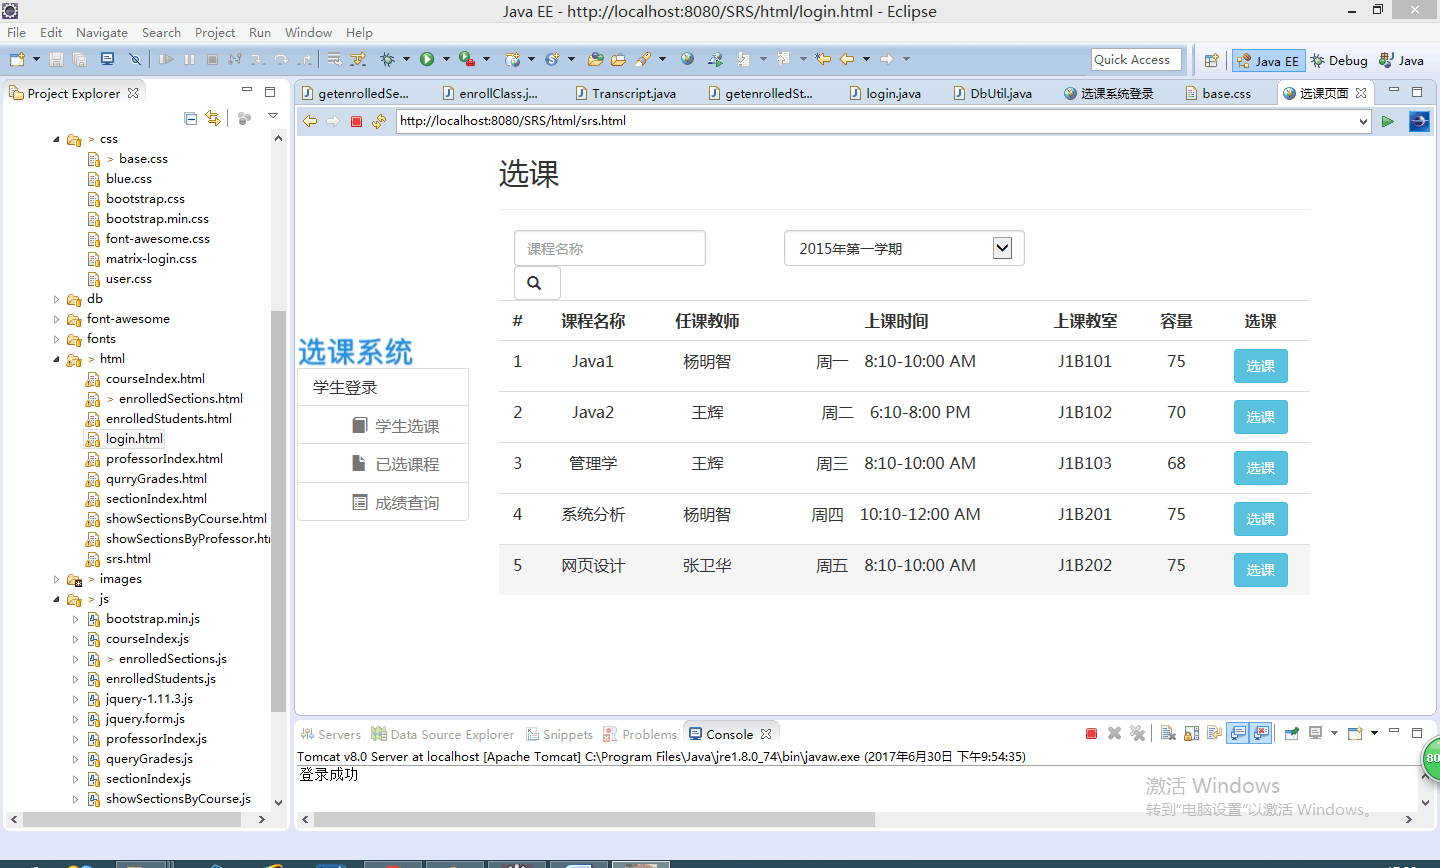 Java EE - http://localhost:8080/SRS/html/login.html - Eclipse
File Edit Navigate Search Project Run Window Help
Quick Access
Java EE
Debug
Java
Project Explorer
getenrolledSe...
enrollClass.j...
Transcript.java
getenrolledSt...
login.java
DbUtil.java
选课系统登录
base.css
选课页面
http://localhost:8080/SRS/html/srs.html
> css
> base.css
blue.css
bootstrap.css
bootstrap.min.css
font-awesome.css
matrix-login.css
user.css
db
font-awesome
fonts
> html
courseIndex.html
> enrolledSections.html
enrolledStudents.html
login.html
professorIndex.html
qurryGrades.html
sectionIndex.html
showSectionsByCourse.html
showSectionsByProfessor.htr
srs.html
> images
> js
bootstrap.min.js
courseIndex.js
> enrolledSections.js
enrolledStudents.js
jquery-1.11.3.js
jquery.form.js
professorIndex.js
queryGrades.js
sectionIndex.js
showSectionsByCourse.js
选课系统
学生登录
学生选课
已选课程
成绩查询
选课
课程名称
2015年第一学期
# 课程名称 任课教师 上课时间 上课教室 容量 选课
1 Java1 杨明智 周一 8:10-10:00 AM J1B101 75 选课
2 Java2 王辉 周二 6:10-8:00 PM J1B102 70 选课
3 管理学 王辉 周三 8:10-10:00 AM J1B103 68 选课
4 系统分析 杨明智 周四 10:10-12:00 AM J1B201 75 选课
5 网页设计 张卫华 周五 8:10-10:00 AM J1B202 75 选课
Servers
Data Source Explorer
Snippets
Problems
Console
Tomcat v8.0 Server at localhost [Apache Tomcat] C:\Program Files\Java\jre1.8.0_74\bin\javaw.exe (2017年6月30日 下午9:54:35)
登录成功
激活 Windows
转到"电脑设置"以激活 Windows。
80